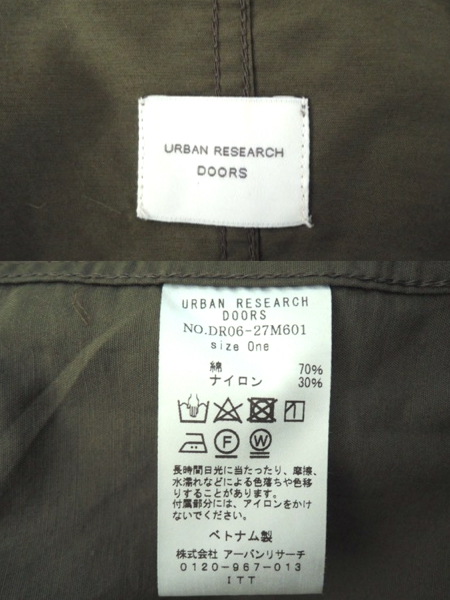 URBAN RESEARCH
DOORS
URBAN RESEARCH
DOORS
NO.DR06-27M601
size One
綿 70%
ナイロン 30%
F W
長時間日光に当たったり、摩擦、
水濡れなどによる色落ちや色移
りすることがあります。
付属部分には、アイロンをかけ
ないでください。
ベトナム製
株式会社 アーバンリサーチ
0120-967-013
ITT